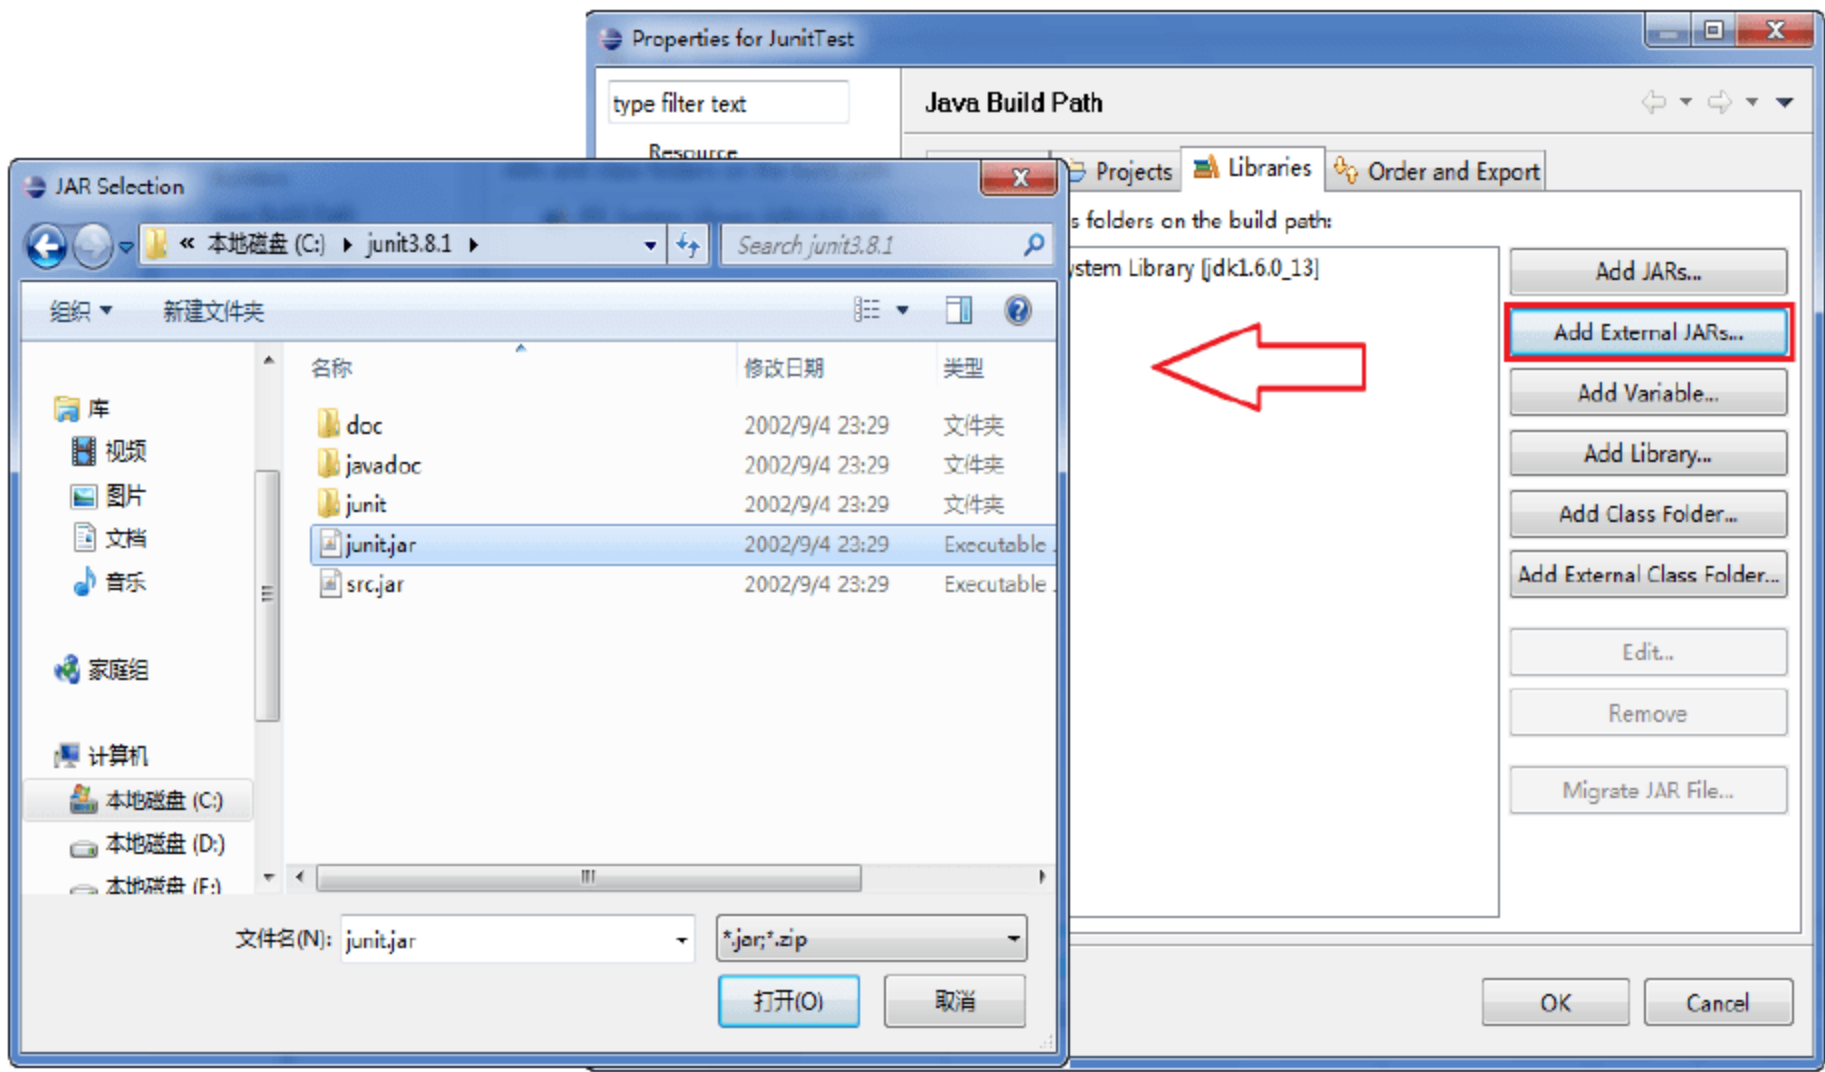 Properties for JunitTest
type filter text
Java Build Path
Resource
Projects
Libraries
Order and Export
s folders on the build path:
ystem Library [jdk1.6.0_13]
Add JARs...
Add External JARs...
Add Variable...
Add Library...
Add Class Folder...
Add External Class Folder...
Edit...
Remove
Migrate JAR File...
OK
Cancel
JAR Selection
« 本地磁盘 (C:) junit3.8.1
Search junit3.8.1
组织 新建文件夹
名称 修改日期 类型
库
视频
图片
文档
音乐
家庭组
计算机
本地磁盘 (C:)
本地磁盘 (D:)
本地磁盘 (E:)
doc 2002/9/4 23:29 文件夹
javadoc 2002/9/4 23:29 文件夹
junit 2002/9/4 23:29 文件夹
junit.jar 2002/9/4 23:29 Executable
src.jar 2002/9/4 23:29 Executable
文件名(N): junit.jar
*.jar;*.zip
打开(O)
取消